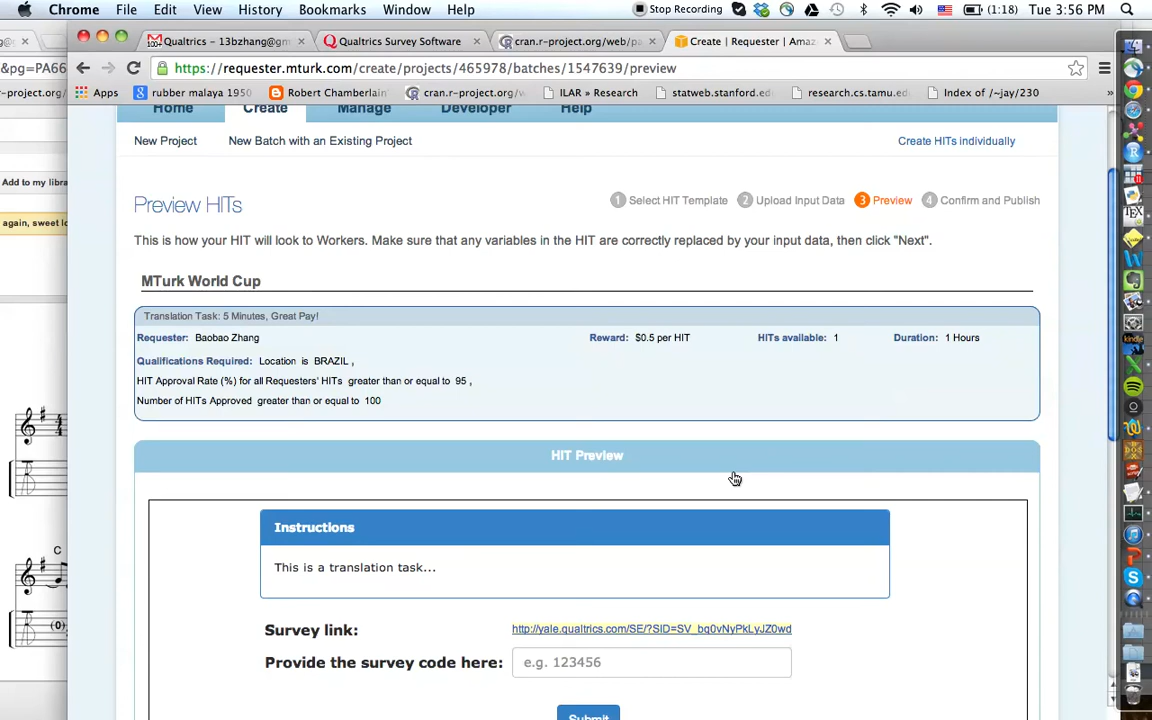 Chrome File Edit View History Bookmarks Window Help Stop Recording (1:18) Tue 3:56 PM
Qualtrics – 13bzhang@gm Qualtrics Survey Software cran.r-project.org/web/pa Create | Requester | Amaz
&pg=PA66 https://requester.mturk.com/create/projects/465978/batches/1547639/preview
r-project.org/ Apps rubber malaya 1950 Robert Chamberlain cran.r-project.org/w ILAR » Research statweb.stanford.edu research.cs.tamu.ed Index of /~jay/230
Home Create Manage Developer Help
New Project New Batch with an Existing Project Create HITs individually
Add to my libra
again, sweet lo
Preview HITs 1 Select HIT Template 2 Upload Input Data 3 Preview 4 Confirm and Publish
This is how your HIT will look to Workers. Make sure that any variables in the HIT are correctly replaced by your input data, then click "Next".
MTurk World Cup
Translation Task: 5 Minutes, Great Pay!
Requester: Baobao Zhang Reward: $0.5 per HIT HITs available: 1 Duration: 1 Hours
Qualifications Required: Location is BRAZIL ,
HIT Approval Rate (%) for all Requesters' HITs greater than or equal to 95 ,
Number of HITs Approved greater than or equal to 100
HIT Preview
Instructions
This is a translation task...
C
Survey link: http://yale.qualtrics.com/SE/?SID=SV_bq0vNyPkLyJZ0wd
(0)
Provide the survey code here: e.g. 123456
Submit